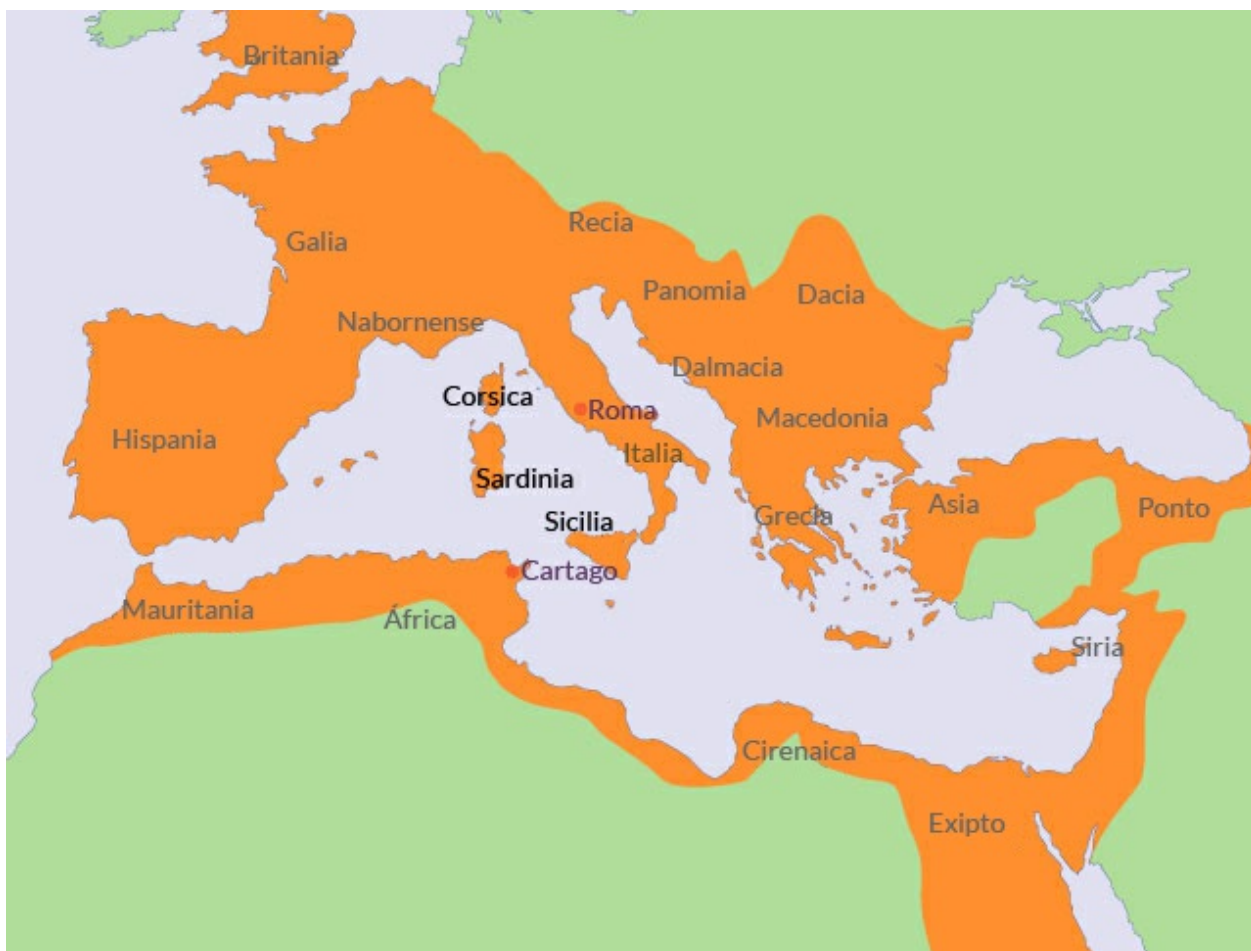 Britania
Recia
Galia
Panomia
Dacia
Nabornense
Dalmacia
Corsica
Roma
Macedonia
Hispania
Italia
Sardinia
Asia
Ponto
Sicilia
Grecia
Cartago
Mauritania
África
Siria
Cirenaica
Exipto